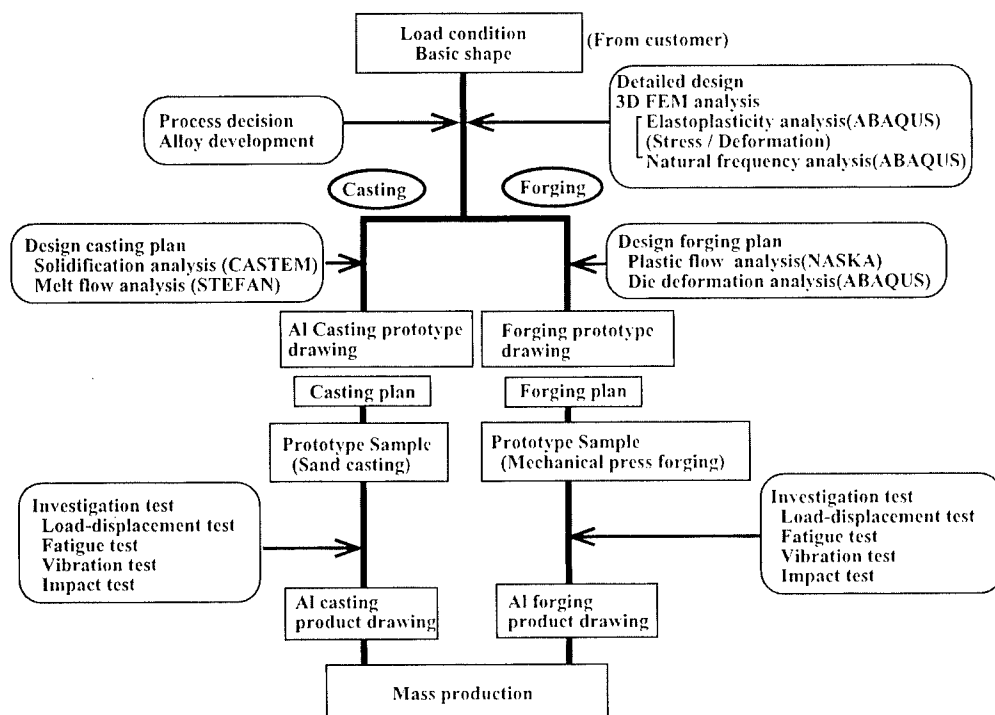 Load condition
Basic shape
(From customer)
Process decision
Alloy development
Detailed design
3D FEM analysis
Elastoplasticity analysis(ABAQUS)
(Stress / Deformation)
Natural frequency analysis(ABAQUS)
Casting
Forging
Design casting plan
Solidification analysis (CASTEM)
Melt flow analysis (STEFAN)
Design forging plan
Plastic flow analysis(NASKA)
Die deformation analysis(ABAQUS)
Al Casting prototype
drawing
Forging prototype
drawing
Casting plan
Forging plan
Prototype Sample
(Sand casting)
Prototype Sample
(Mechanical press forging)
Investigation test
Load-displacement test
Fatigue test
Vibration test
Impact test
Investigation test
Load-displacement test
Fatigue test
Vibration test
Impact test
Al casting
product drawing
Al forging
product drawing
Mass production